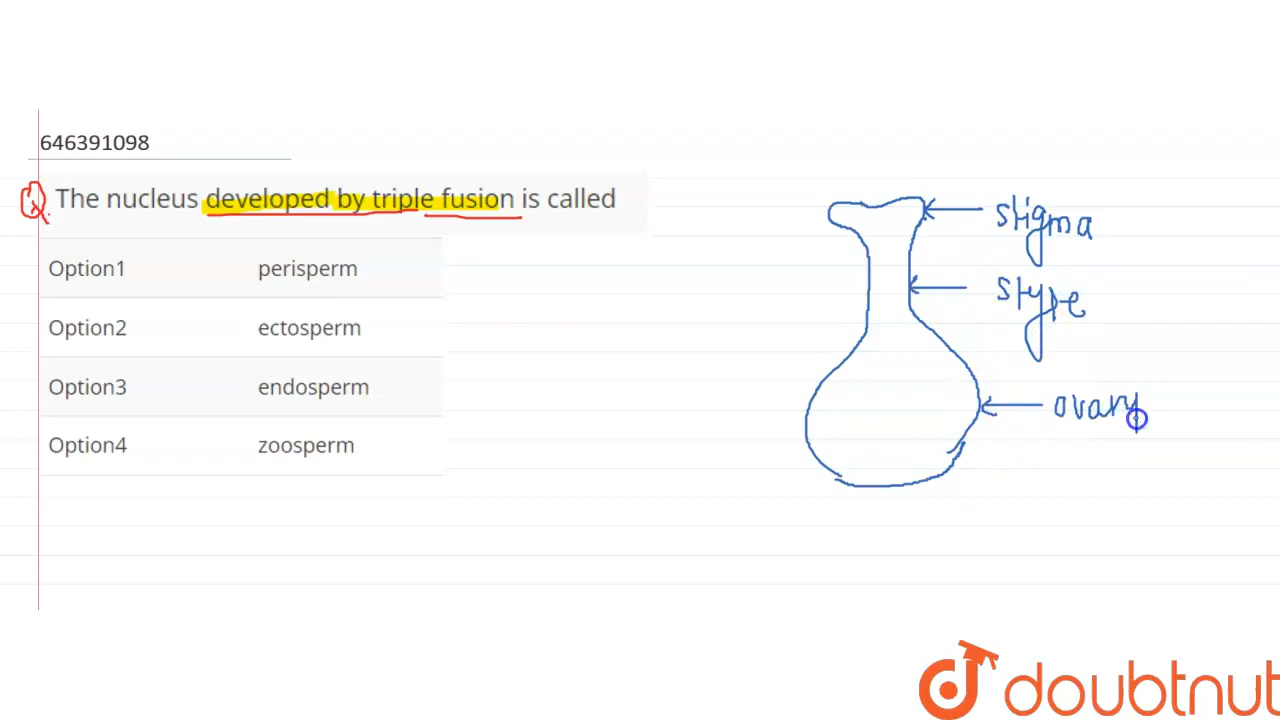 646391098
Q. The nucleus developed by triple fusion is called
Option1 perisperm
Option2 ectosperm
Option3 endosperm
Option4 zoosperm
stigma
stype
ovary
doubtnut